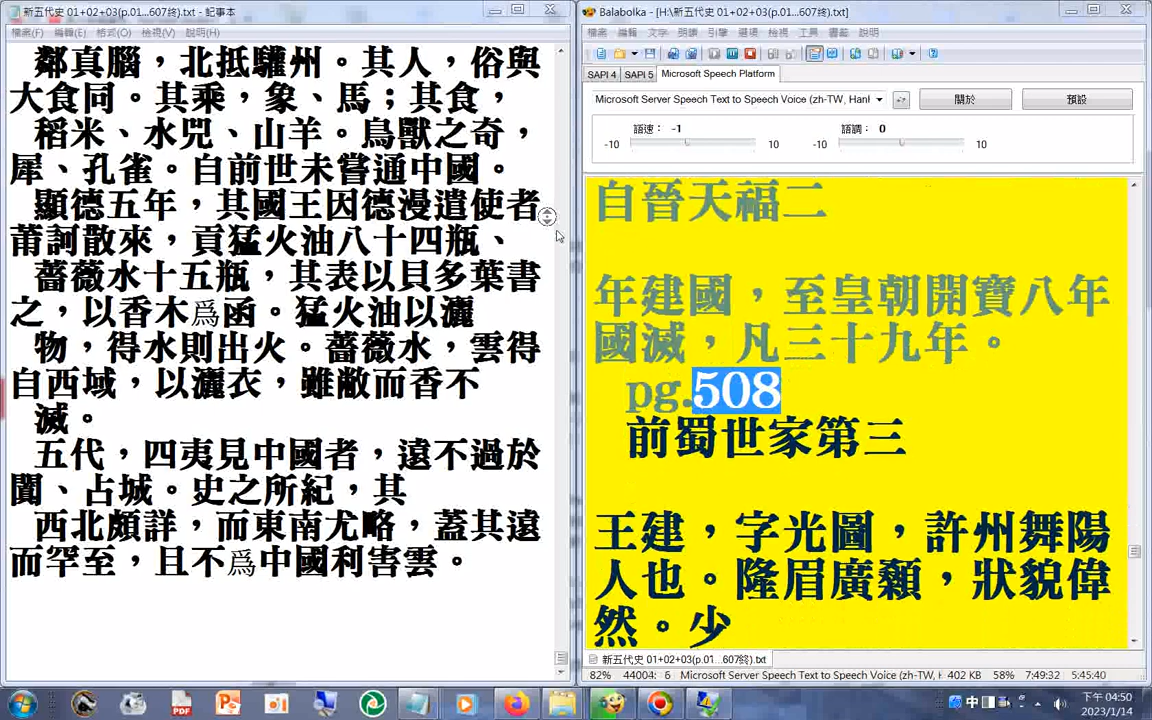 新五代史 01+02+03(p.01...607終).txt - 記事本
檔案(F) 編輯(E) 格式(O) 檢視(V) 說明(H)
鄰真腦，北抵驩州。其人，俗與
大食同。其乘，象、馬；其食，
稻米、水兕、山羊。鳥獸之奇，
犀、孔雀。自前世未嘗通中國。
顯德五年，其國王因德漫遣使者
莆訶散來，貢猛火油八十四瓶、
薔薇水十五瓶，其表以貝多葉書
之，以香木爲函。猛火油以灑
物，得水則出火。薔薇水，雲得
自西域，以灑衣，雖敝而香不
滅。
五代，四夷見中國者，遠不過於
闐、占城。史之所紀，其
西北頗詳，而東南尤略，蓋其遠
而罕至，且不爲中國利害雲。
Balabolka - [H:\新五代史 01+02+03(p.01...607終).txt]
檔案 編輯 文字 朗讀 引擎 選項 檢視 工具 書籤 說明
SAPI 4 SAPI 5 Microsoft Speech Platform
Microsoft Server Speech Text to Speech Voice (zh-TW, Han
關於 預設
語速： -1 語調： 0
-10 10 -10 10
自晉天福二
年建國，至皇朝開寶八年
國滅，凡三十九年。
pg.508
前蜀世家第三
王建，字光圖，許州舞陽
人也。隆眉廣顙，狀貌偉
然。少
新五代史 01+02+03(p.01...607終).txt
82% 44004: 6 Microsoft Server Speech Text to Speech Voice (zh-TW, H 402 KB 58% 7:49:32 5:45:40
PDF
中
下午 04:50
2023/1/14